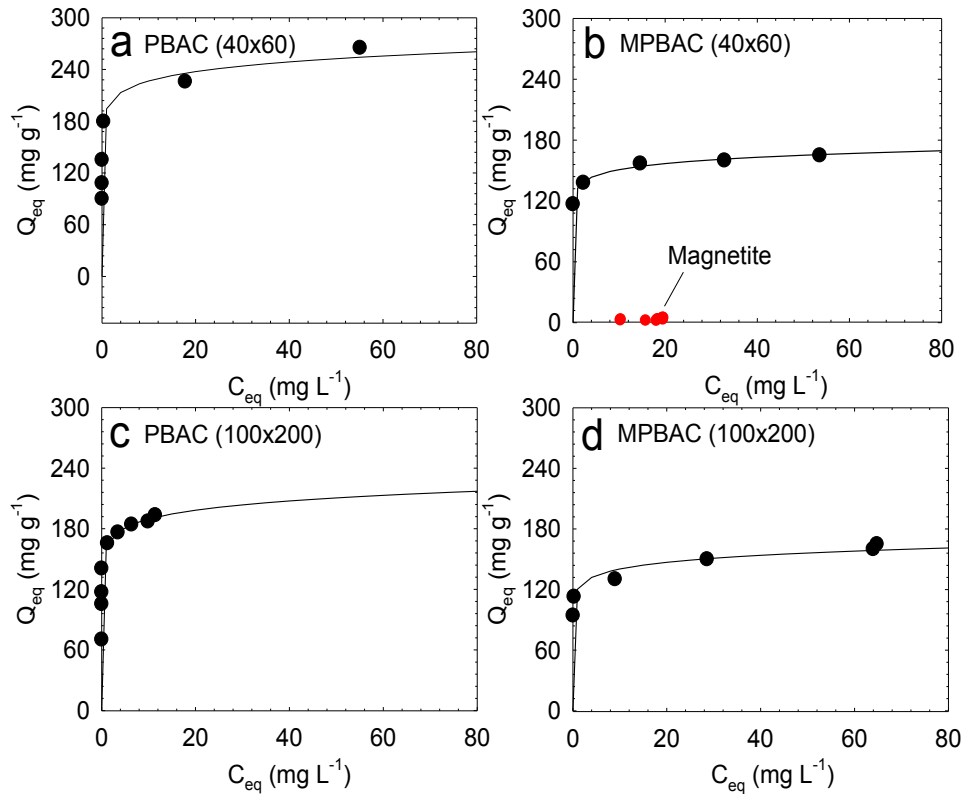 a PBAC (40x60)
300
240
180
120
60
0
Q_eq (mg g⁻¹)
0 20 40 60 80
C_eq (mg L⁻¹)
b MPBAC (40x60)
300
240
180
120
60
0
Q_eq (mg g⁻¹)
Magnetite
0 20 40 60 80
C_eq (mg L⁻¹)
c PBAC (100x200)
300
240
180
120
60
0
Q_eq (mg g⁻¹)
0 20 40 60 80
C_eq (mg L⁻¹)
d MPBAC (100x200)
300
240
180
120
60
0
Q_eq (mg g⁻¹)
0 20 40 60 80
C_eq (mg L⁻¹)